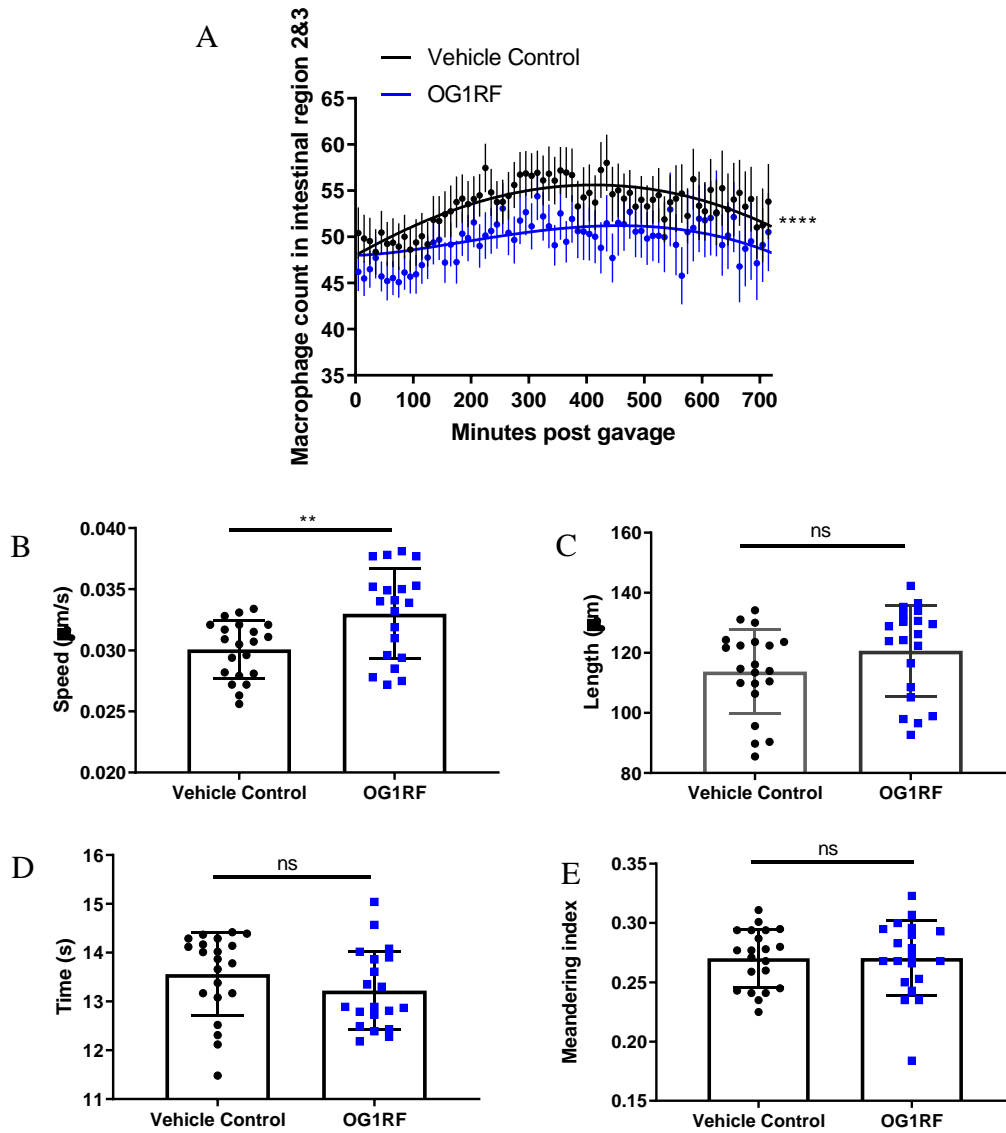 A
Vehicle Control
OG1RF
Macrophage count in intestinal region 2&3
65
60
55
50
45
40
35
0 100 200 300 400 500 600 700
Minutes post gavage
****
B
Speed (μm/s)
0.040
0.035
0.030
0.025
0.020
**
Vehicle Control OG1RF
C
Length (μm)
160
140
120
100
80
ns
Vehicle Control OG1RF
D
Time (s)
16
15
14
13
12
11
ns
Vehicle Control OG1RF
E
Meandering index
0.35
0.30
0.25
0.20
0.15
ns
Vehicle Control OG1RF